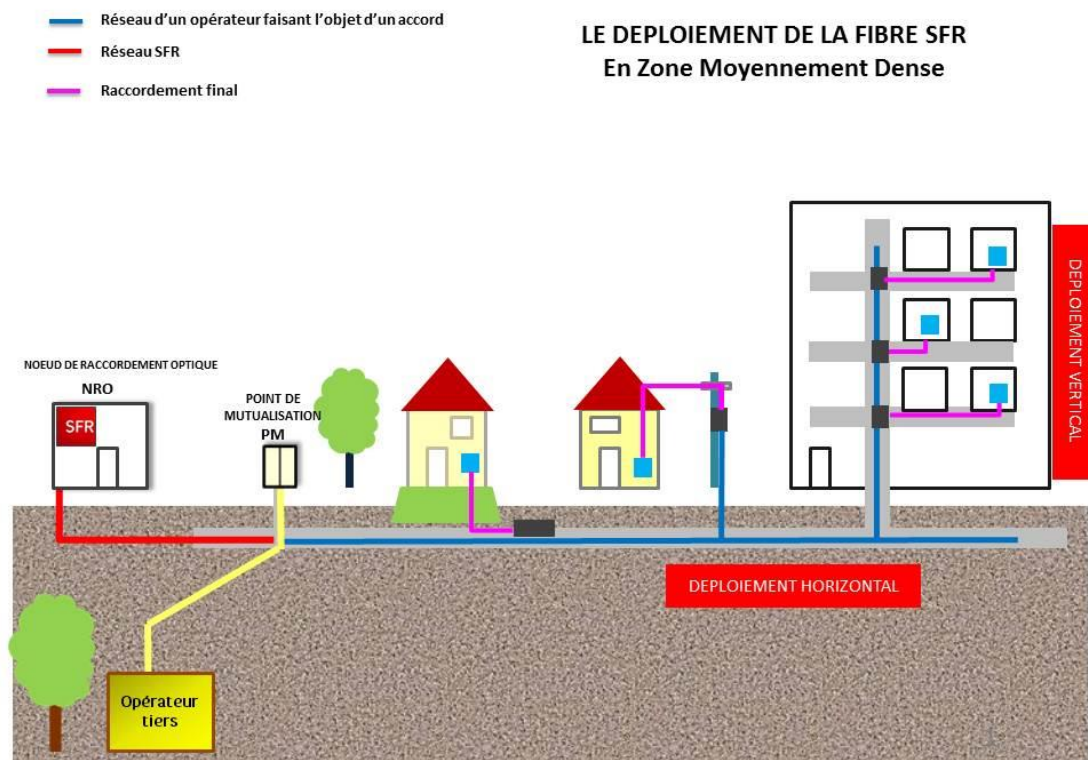 Réseau d'un opérateur faisant l'objet d'un accord
Réseau SFR
Raccordement final
LE DEPLOIEMENT DE LA FIBRE SFR
En Zone Moyennement Dense
NOEUD DE RACCORDEMENT OPTIQUE
NRO
SFR
POINT DE
MUTUALISATION
PM
DEPLOIEMENT VERTICAL
DEPLOIEMENT HORIZONTAL
Opérateur
tiers